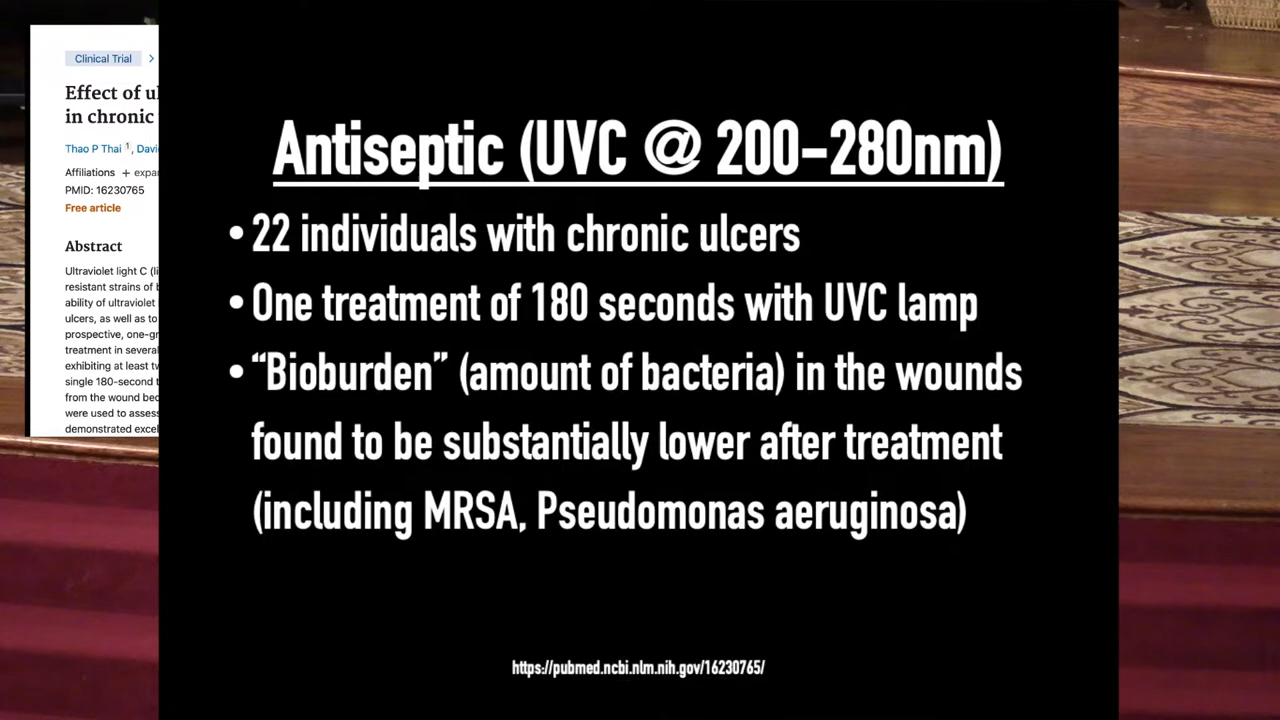 Clinical Trial >
Effect of ul
in chronic
Thao P Thai 1, Davi
Affiliations + expa
PMID: 16230765
Free article
Abstract
Ultraviolet light C (li
resistant strains of b
ability of ultraviolet
ulcers, as well as to
prospective, one-gr
treatment in several
exhibiting at least tw
single 180-second t
from the wound bed
were used to assess
demonstrated excel
Antiseptic (UVC @ 200-280nm)
• 22 individuals with chronic ulcers
• One treatment of 180 seconds with UVC lamp
• “Bioburden” (amount of bacteria) in the wounds
found to be substantially lower after treatment
(including MRSA, Pseudomonas aeruginosa)
https://pubmed.ncbi.nlm.nih.gov/16230765/